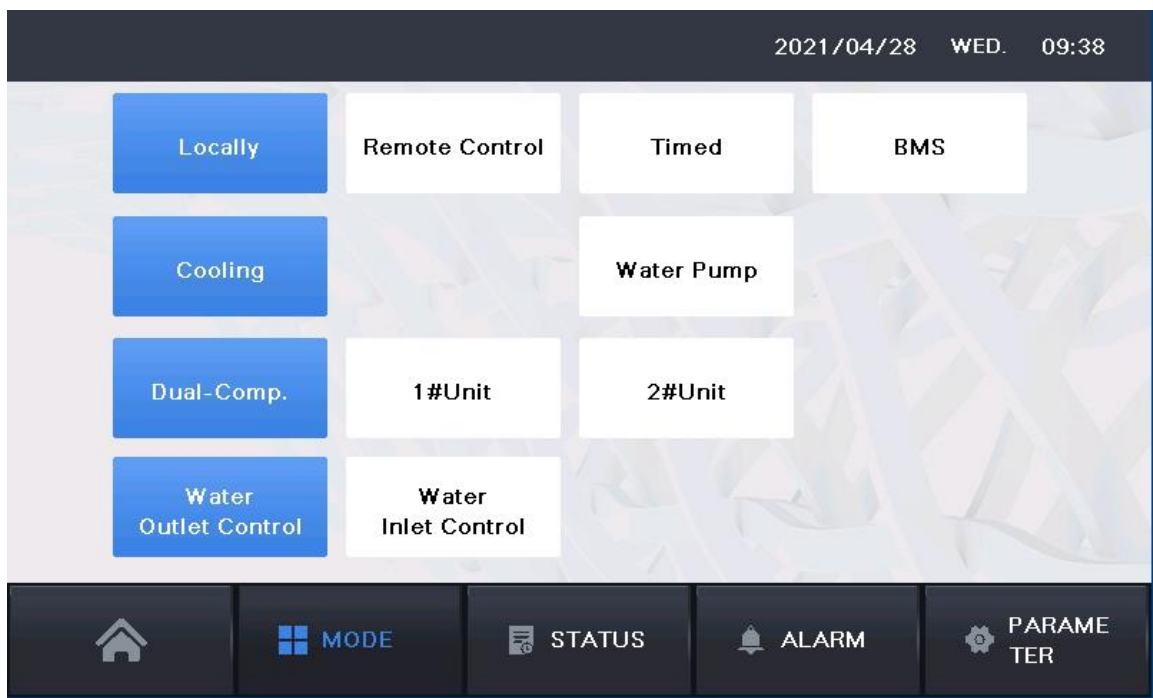 2021/04/28 WED. 09:38
Locally Remote Control Timed BMS
Cooling Water Pump
Dual-Comp. 1#Unit 2#Unit
Water
Outlet Control
Water
Inlet Control
MODE STATUS ALARM
PARAME
TER